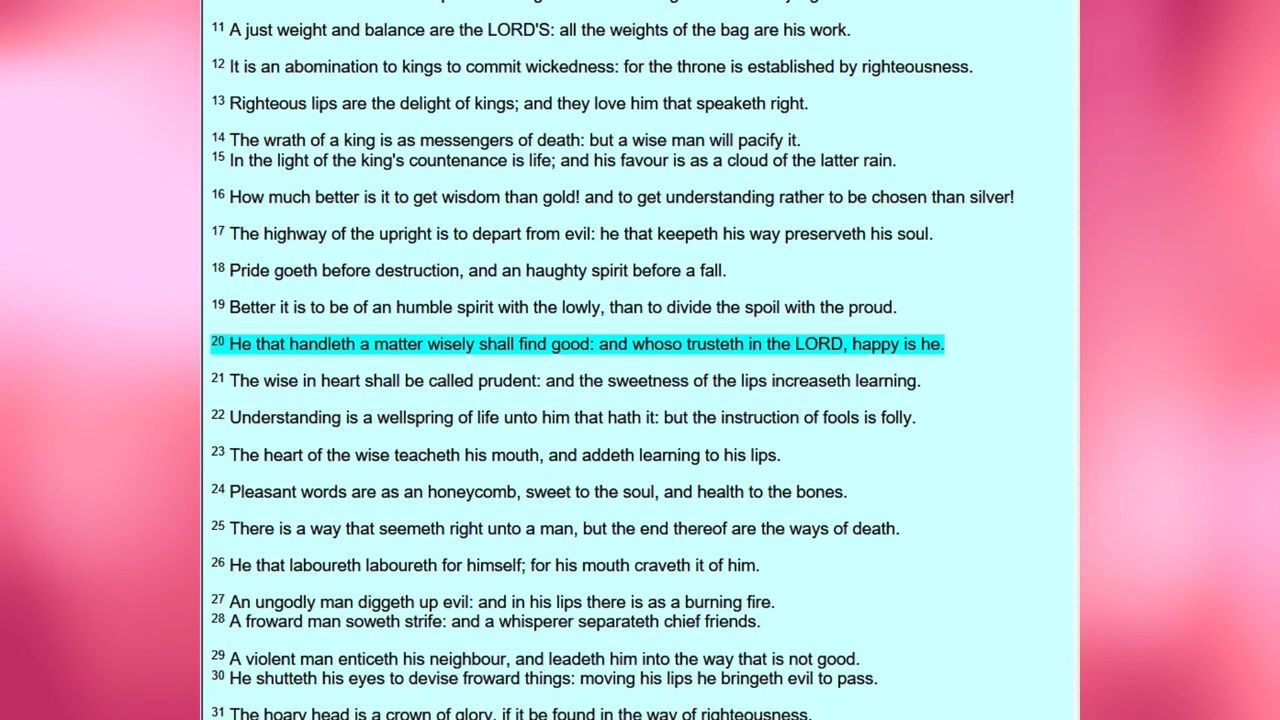 11 A just weight and balance are the LORD'S: all the weights of the bag are his work.
12 It is an abomination to kings to commit wickedness: for the throne is established by righteousness.
13 Righteous lips are the delight of kings; and they love him that speaketh right.
14 The wrath of a king is as messengers of death: but a wise man will pacify it.
15 In the light of the king's countenance is life; and his favour is as a cloud of the latter rain.
16 How much better is it to get wisdom than gold! and to get understanding rather to be chosen than silver!
17 The highway of the upright is to depart from evil: he that keepeth his way preserveth his soul.
18 Pride goeth before destruction, and an haughty spirit before a fall.
19 Better it is to be of an humble spirit with the lowly, than to divide the spoil with the proud.
20 He that handleth a matter wisely shall find good: and whoso trusteth in the LORD, happy is he.
21 The wise in heart shall be called prudent: and the sweetness of the lips increaseth learning.
22 Understanding is a wellspring of life unto him that hath it: but the instruction of fools is folly.
23 The heart of the wise teacheth his mouth, and addeth learning to his lips.
24 Pleasant words are as an honeycomb, sweet to the soul, and health to the bones.
25 There is a way that seemeth right unto a man, but the end thereof are the ways of death.
26 He that laboureth laboureth for himself; for his mouth craveth it of him.
27 An ungodly man diggeth up evil: and in his lips there is as a burning fire.
28 A froward man soweth strife: and a whisperer separateth chief friends.
29 A violent man enticeth his neighbour, and leadeth him into the way that is not good.
30 He shutteth his eyes to devise froward things: moving his lips he bringeth evil to pass.
31 The hoary head is a crown of glory, if it be found in the way of righteousness.